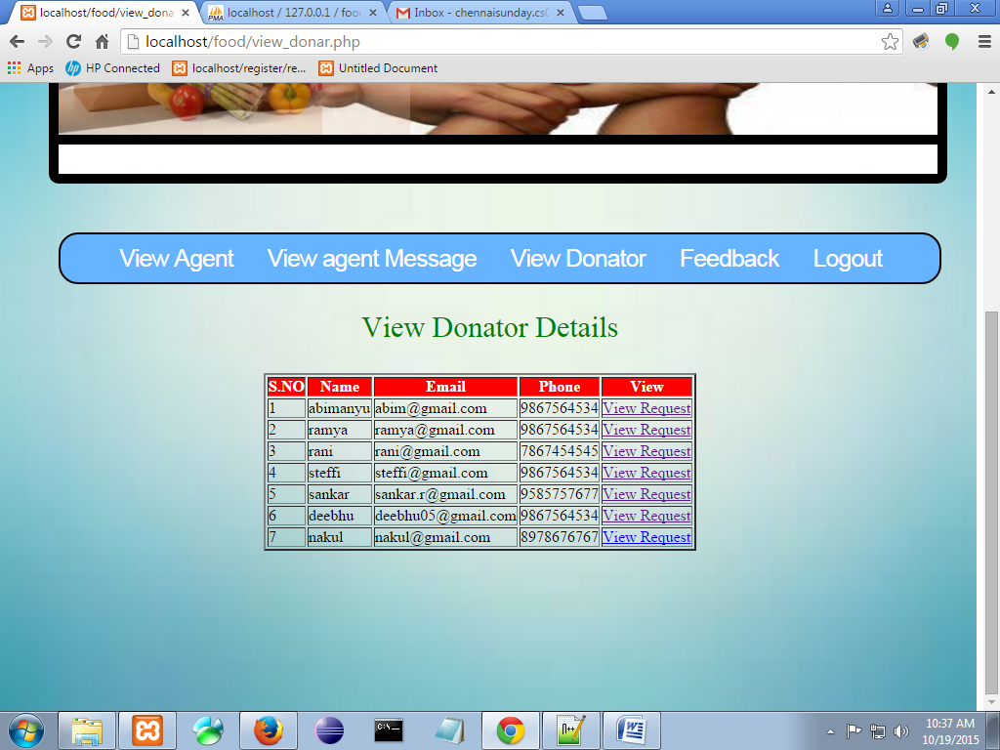 localhost/food/view_dona
localhost / 127.0.0.1 / foo
Inbox - chennaisunday.cs0
localhost/food/view_donar.php
Apps HP Connected localhost/register/re... Untitled Document
View Agent View agent Message View Donator Feedback Logout
View Donator Details
S.NO Name Email Phone View
1 abimanyu abim@gmail.com 9867564534 View Request
2 ramya ramya@gmail.com 9867564534 View Request
3 rani rani@gmail.com 7867454545 View Request
4 steffi steffi@gmail.com 9867564534 View Request
5 sankar sankar.r@gmail.com 9585757677 View Request
6 deebhu deebhu05@gmail.com 9867564534 View Request
7 nakul nakul@gmail.com 8978676767 View Request
10:37 AM
10/19/2015